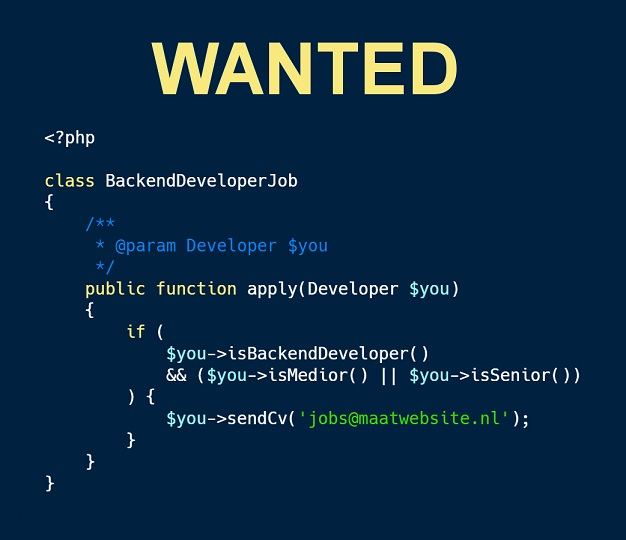 WANTED
<?php
class BackendDeveloperJob
{
    /**
     * @param Developer $you
     */
    public function apply(Developer $you)
    {
        if (
            $you->isBackendDeveloper()
            && ($you->isMedior() || $you->isSenior())
        ) {
            $you->sendCv('jobs@maatwebsite.nl');
        }
    }
}